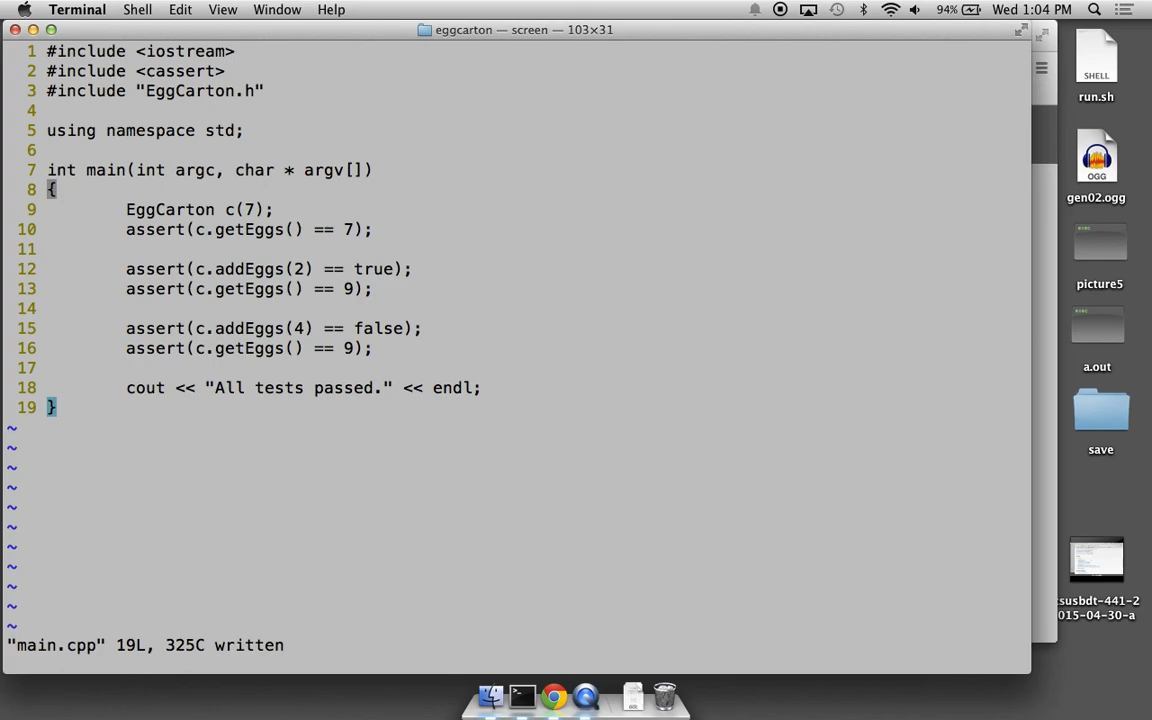 Terminal Shell Edit View Window Help 94% Wed 1:04 PM
eggcarton — screen — 103×31
1 #include <iostream>
2 #include <cassert>
3 #include "EggCarton.h"
4
5 using namespace std;
6
7 int main(int argc, char * argv[])
8 {
9 EggCarton c(7);
10 assert(c.getEggs() == 7);
11
12 assert(c.addEggs(2) == true);
13 assert(c.getEggs() == 9);
14
15 assert(c.addEggs(4) == false);
16 assert(c.getEggs() == 9);
17
18 cout << "All tests passed." << endl;
19 }
~
~
~
~
~
~
~
~
~
~
~
"main.cpp" 19L, 325C written
SHELL
run.sh
OGG
gen02.ogg
picture5
a.out
save
susbdt-441-2
015-04-30-a